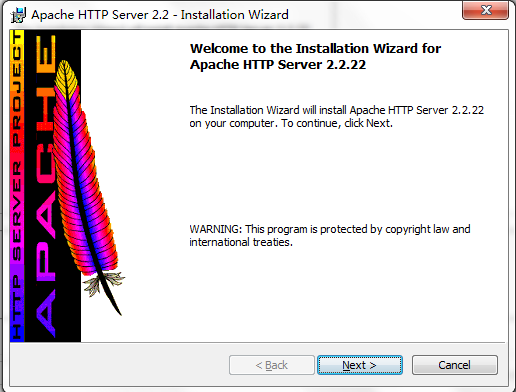 Apache HTTP Server 2.2 - Installation Wizard
HTTP SERVER PROJECT
APACHE
Welcome to the Installation Wizard for
Apache HTTP Server 2.2.22
The Installation Wizard will install Apache HTTP Server 2.2.22
on your computer. To continue, click Next.
WARNING: This program is protected by copyright law and
international treaties.
< Back
Next >
Cancel